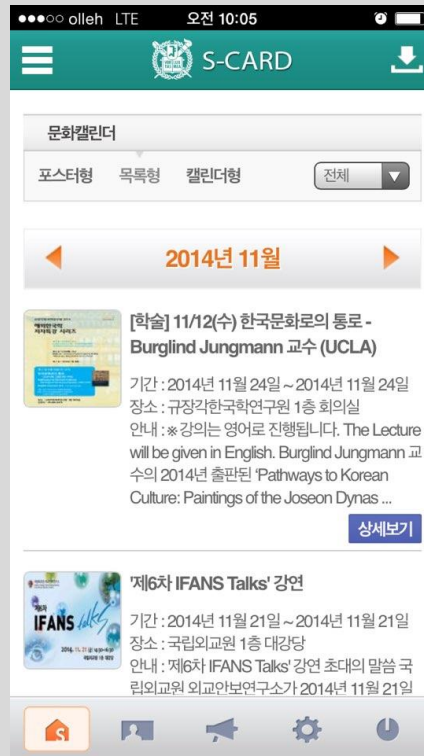 olleh LTE 오전 10:05
S-CARD
문화캘린더
포스터형 목록형 캘린더형 전체
2014년 11월
[학술] 11/12(수) 한국문화로의 통로 -
Burglind Jungmann 교수 (UCLA)
기간 : 2014년 11월 24일 ~ 2014년 11월 24일
장소 : 규장각한국학연구원 1층 회의실
안내 : ※ 강의는 영어로 진행됩니다. The Lecture
will be given in English. Burglind Jungmann 교
수의 2014년 출판된 ‘Pathways to Korean
Culture: Paintings of the Joseon Dynas ...
상세보기
'제6차 IFANS Talks' 강연
제6차
IFANS talks
기간 : 2014년 11월 21일 ~ 2014년 11월 21일
장소 : 국립외교원 1층 대강당
안내 : '제6차 IFANS Talks' 강연 초대의 말씀 국
립외교원 외교안보연구소가 2014년 11월 21일
S